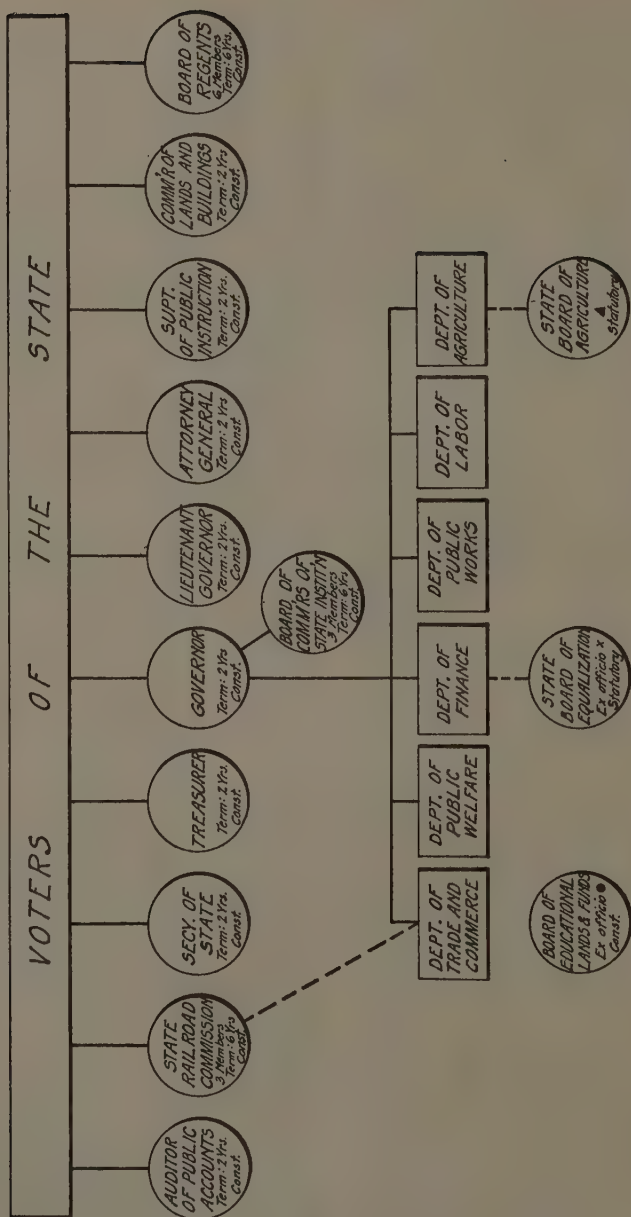 VOTERS OF THE STATE
AUDITOR
OF PUBLIC
ACCOUNTS
Term: 2 Yrs.
Const.
STATE
RAILROAD
COMMISSION
3 Members
Term: 6 Yrs
Const.
SECY. OF
STATE
Term: 2 Yrs.
Const.
TREASURER
Term: 2 Yrs.
Const.
GOVERNOR
Term: 2 Yrs
Const.
BOARD OF
COMM'RS OF
STATE INSTIT'N
3 Members
Term: 6 Yrs
Const.
LIEUTENANT
GOVERNOR
Term: 2 Yrs.
Const.
ATTORNEY
GENERAL
Term: 2 Yrs
Const.
SUPT.
OF PUBLIC
INSTRUCTION
Term: 2 Yrs.
Const.
COMM'R OF
LANDS AND
BUILDINGS
Term: 2 Yrs
Const.
BOARD OF
REGENTS
6 Members
Term: 6 Yrs.
Const.
DEPT. OF
TRADE AND
COMMERCE
DEPT. OF
PUBLIC
WELFARE
DEPT. OF
FINANCE
DEPT. OF
PUBLIC
WORKS
DEPT. OF
LABOR
DEPT. OF
AGRICULTURE
BOARD OF
EDUCATIONAL
LANDS & FUNDS
Ex officio ●
Const.
STATE
BOARD OF
EQUALIZATION
Ex officio x
Statutory
STATE
BOARD OF
AGRICULTURE
▲
Statutory